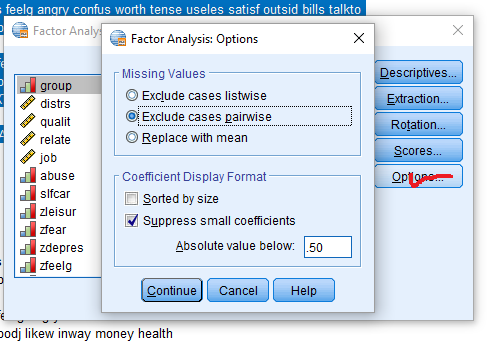 feelg angry confus worth tense useles satisf outsid bills talkto
Factor Analysis: Options
Factor Analy
Missing Values
Exclude cases listwise
Exclude cases pairwise
Replace with mean
Coefficient Display Format
Sorted by size
Suppress small coefficients
Absolute value below: .50
Continue Cancel Help
group
distrs
qualit
relate
job
abuse
slfcar
zleisur
zfear
zdepres
zfeelg
Descriptives...
Extraction...
Rotation...
Scores...
Options...
likew inway money health